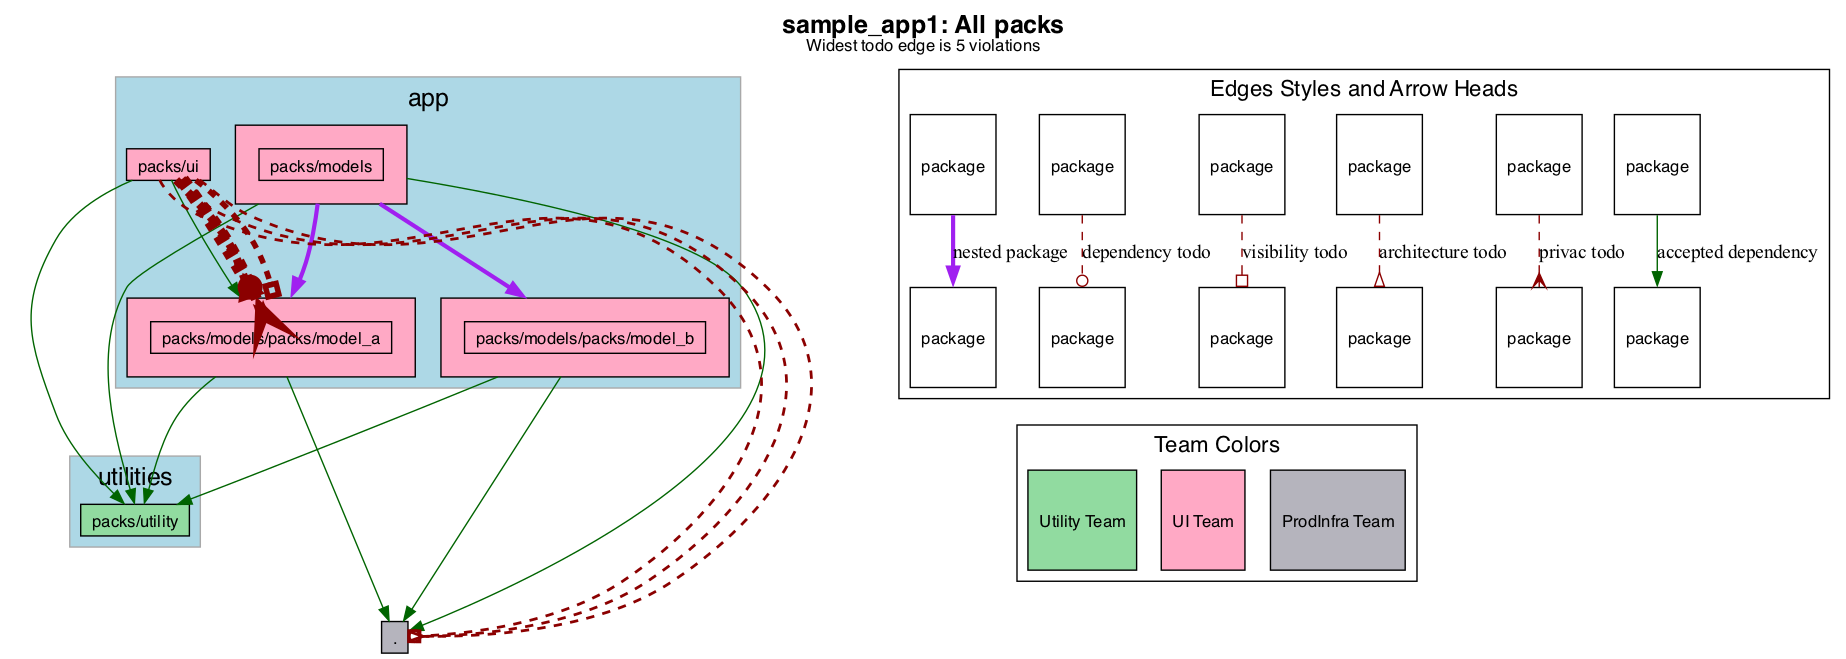 sample_app1: All packs
Widest todo edge is 5 violations
app
packs/ui
packs/models
packs/models/packs/model_a
packs/models/packs/model_b
utilities
packs/utility
.
Edges Styles and Arrow Heads
package package package package package package
nested package dependency todo visibility todo architecture todo privac todo accepted dependency
package package package package package package
Team Colors
Utility Team UI Team ProdInfra Team